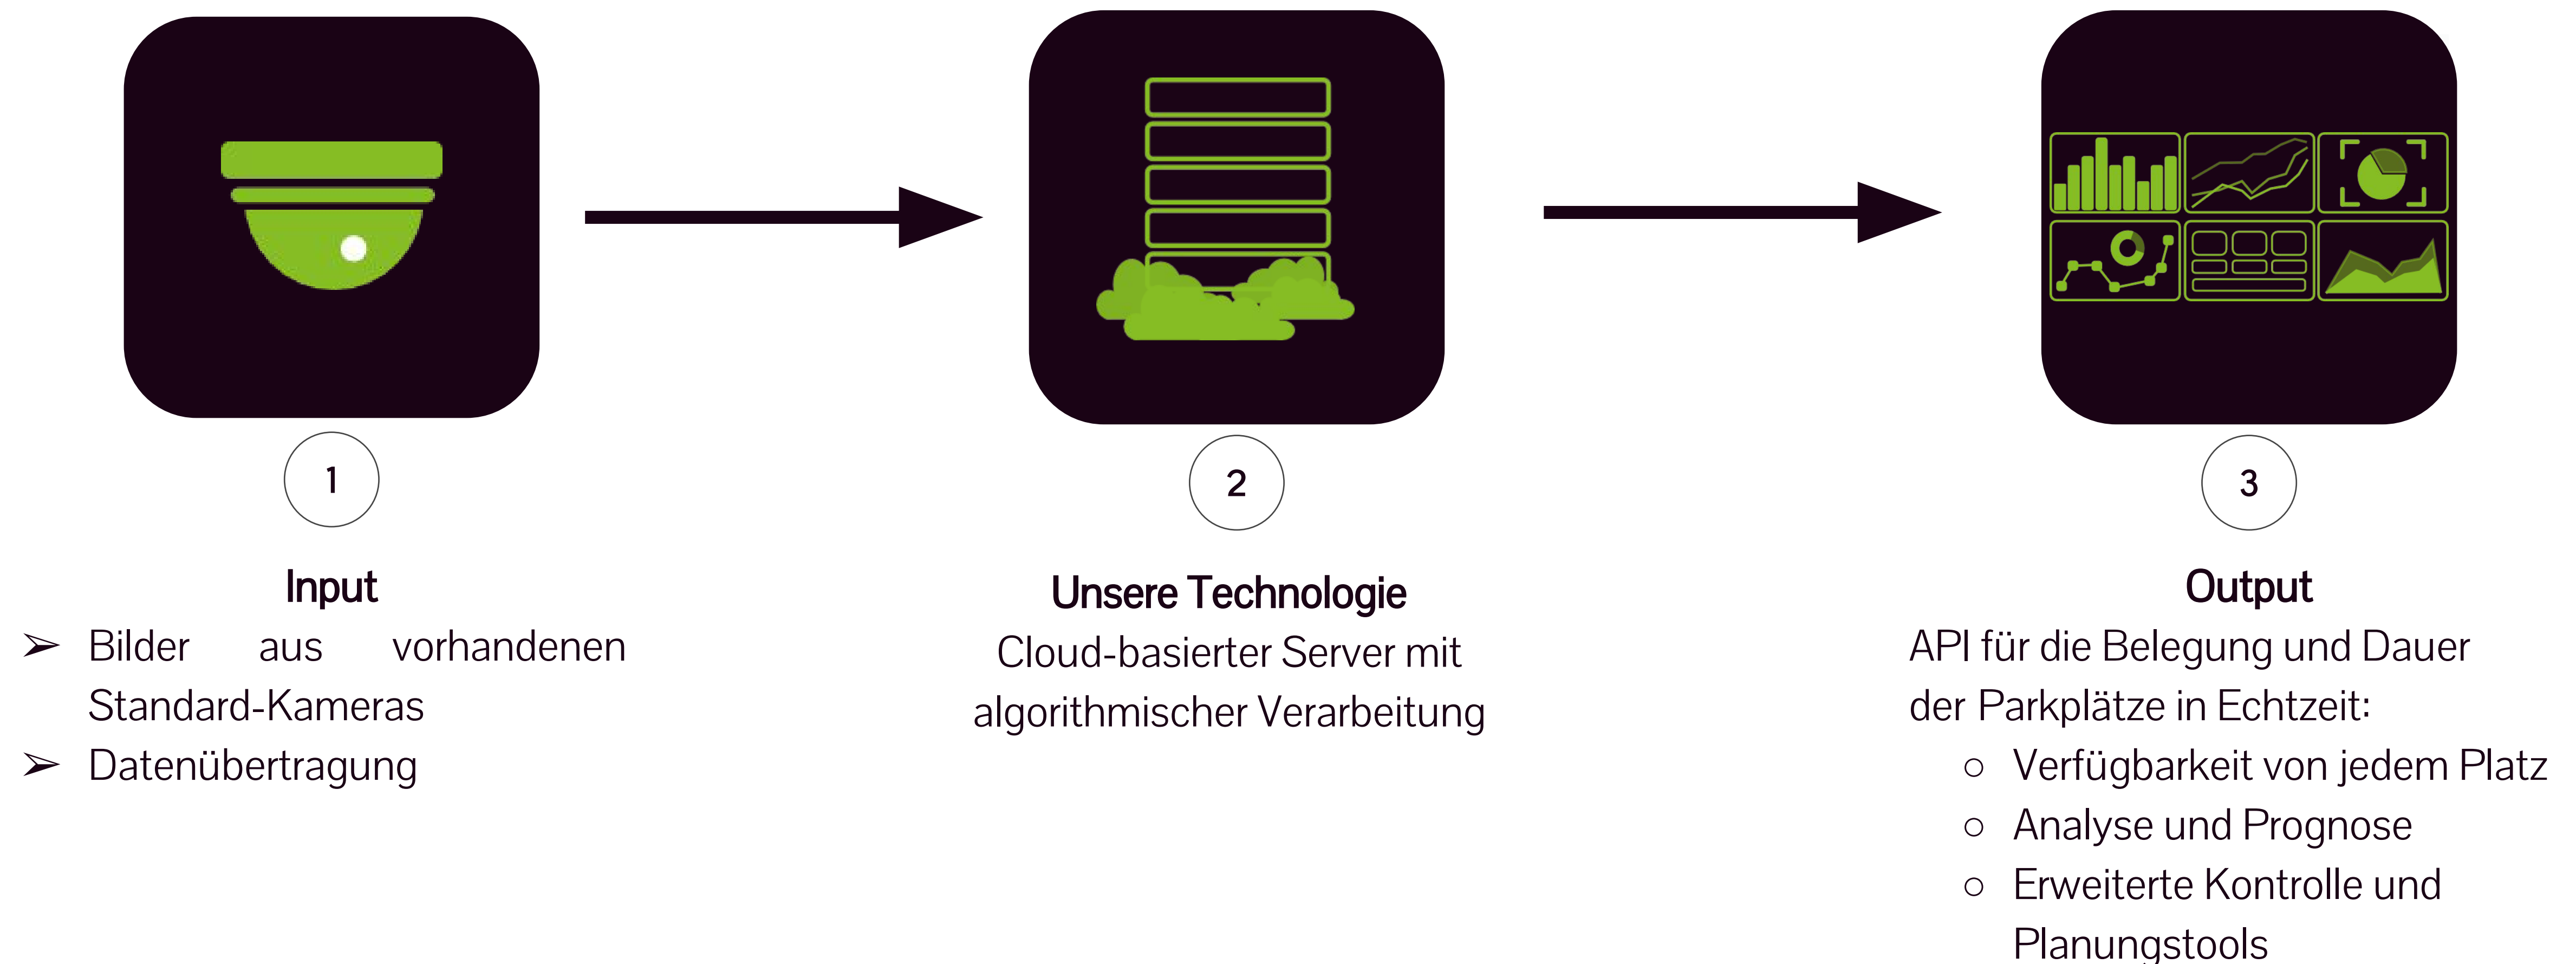 1
Input
➢ Bilder aus vorhandenen
Standard-Kameras
➢ Datenübertragung
2
Unsere Technologie
Cloud-basierter Server mit
algorithmischer Verarbeitung
3
Output
API für die Belegung und Dauer
der Parkplätze in Echtzeit:
○ Verfügbarkeit von jedem Platz
○ Analyse und Prognose
○ Erweiterte Kontrolle und
Planungstools